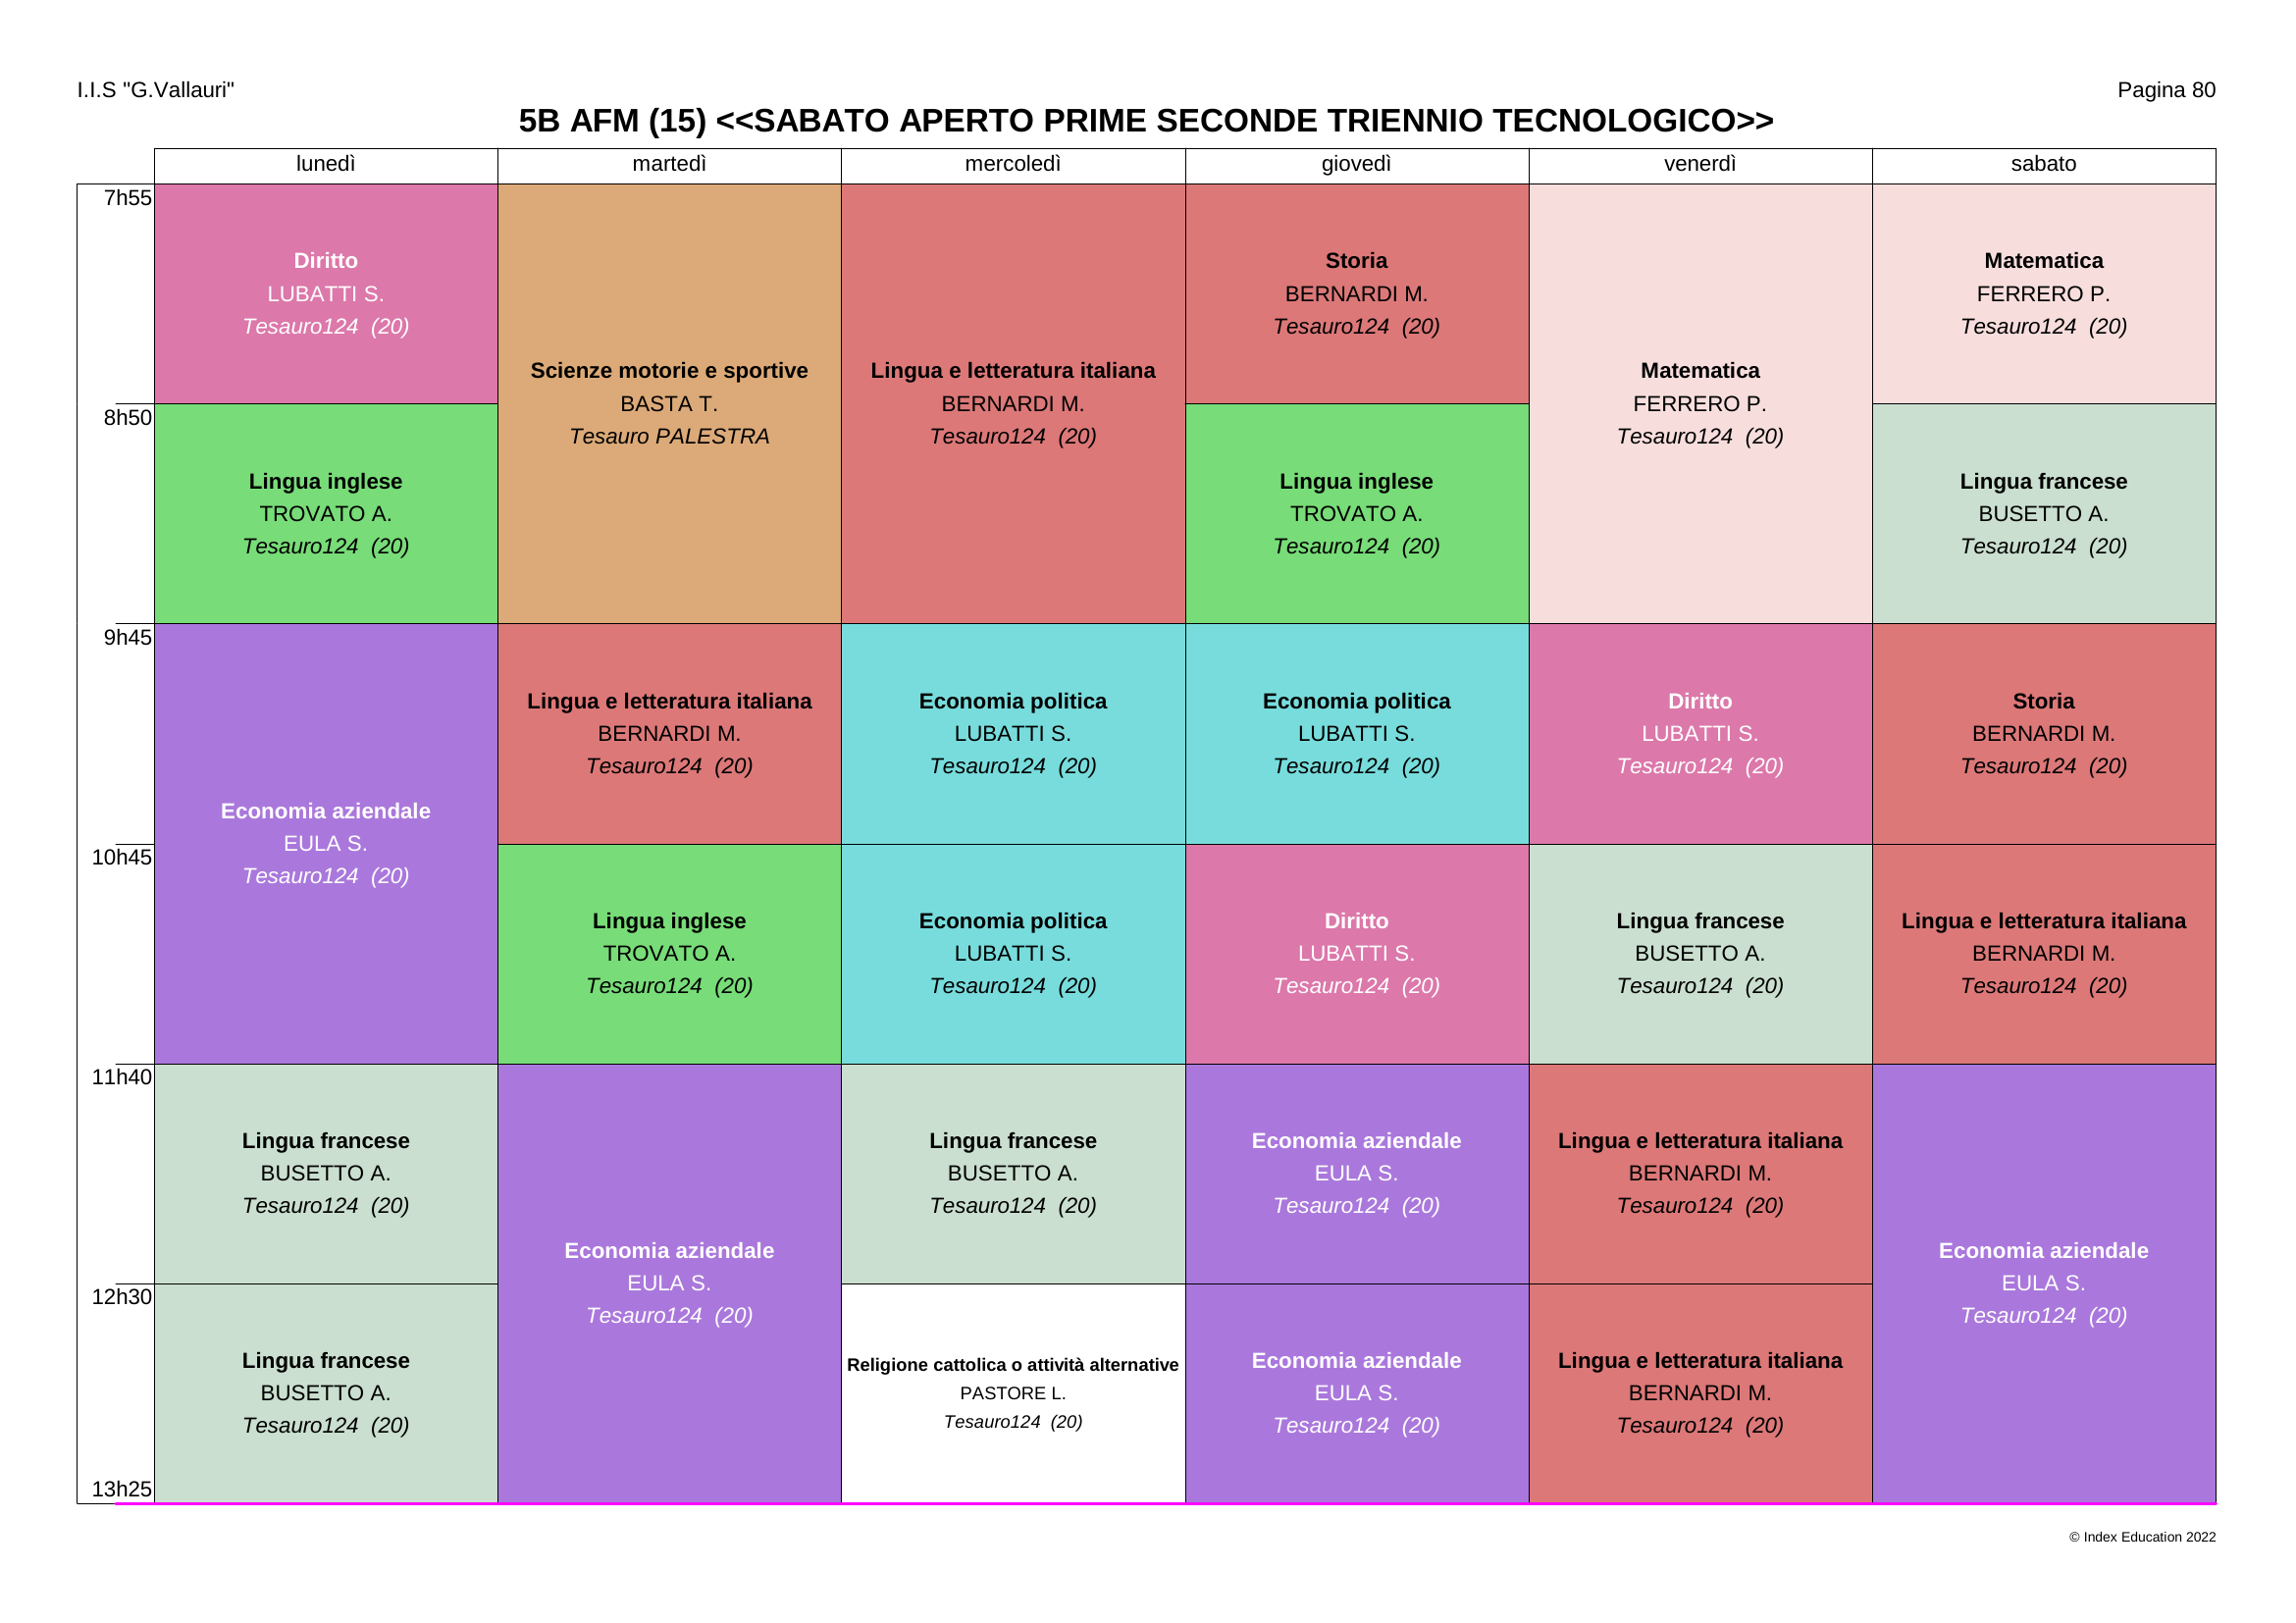 I.I.S "G.Vallauri"
Pagina 80
5B AFM (15) <<SABATO APERTO PRIME SECONDE TRIENNIO TECNOLOGICO>>
lunedì martedì mercoledì giovedì venerdì sabato
7h55
Diritto
LUBATTI S.
Tesauro124 (20)
Scienze motorie e sportive
BASTA T.
Tesauro PALESTRA
Lingua e letteratura italiana
BERNARDI M.
Tesauro124 (20)
Storia
BERNARDI M.
Tesauro124 (20)
Matematica
FERRERO P.
Tesauro124 (20)
Matematica
FERRERO P.
Tesauro124 (20)
8h50
Lingua inglese
TROVATO A.
Tesauro124 (20)
Lingua inglese
TROVATO A.
Tesauro124 (20)
Lingua francese
BUSETTO A.
Tesauro124 (20)
9h45
Economia aziendale
EULA S.
Tesauro124 (20)
Lingua e letteratura italiana
BERNARDI M.
Tesauro124 (20)
Economia politica
LUBATTI S.
Tesauro124 (20)
Economia politica
LUBATTI S.
Tesauro124 (20)
Diritto
LUBATTI S.
Tesauro124 (20)
Storia
BERNARDI M.
Tesauro124 (20)
10h45
Lingua inglese
TROVATO A.
Tesauro124 (20)
Economia politica
LUBATTI S.
Tesauro124 (20)
Diritto
LUBATTI S.
Tesauro124 (20)
Lingua francese
BUSETTO A.
Tesauro124 (20)
Lingua e letteratura italiana
BERNARDI M.
Tesauro124 (20)
11h40
Lingua francese
BUSETTO A.
Tesauro124 (20)
Economia aziendale
EULA S.
Tesauro124 (20)
Lingua francese
BUSETTO A.
Tesauro124 (20)
Economia aziendale
EULA S.
Tesauro124 (20)
Lingua e letteratura italiana
BERNARDI M.
Tesauro124 (20)
Economia aziendale
EULA S.
Tesauro124 (20)
12h30
Lingua francese
BUSETTO A.
Tesauro124 (20)
Religione cattolica o attività alternative
PASTORE L.
Tesauro124 (20)
Economia aziendale
EULA S.
Tesauro124 (20)
Lingua e letteratura italiana
BERNARDI M.
Tesauro124 (20)
13h25
© Index Education 2022